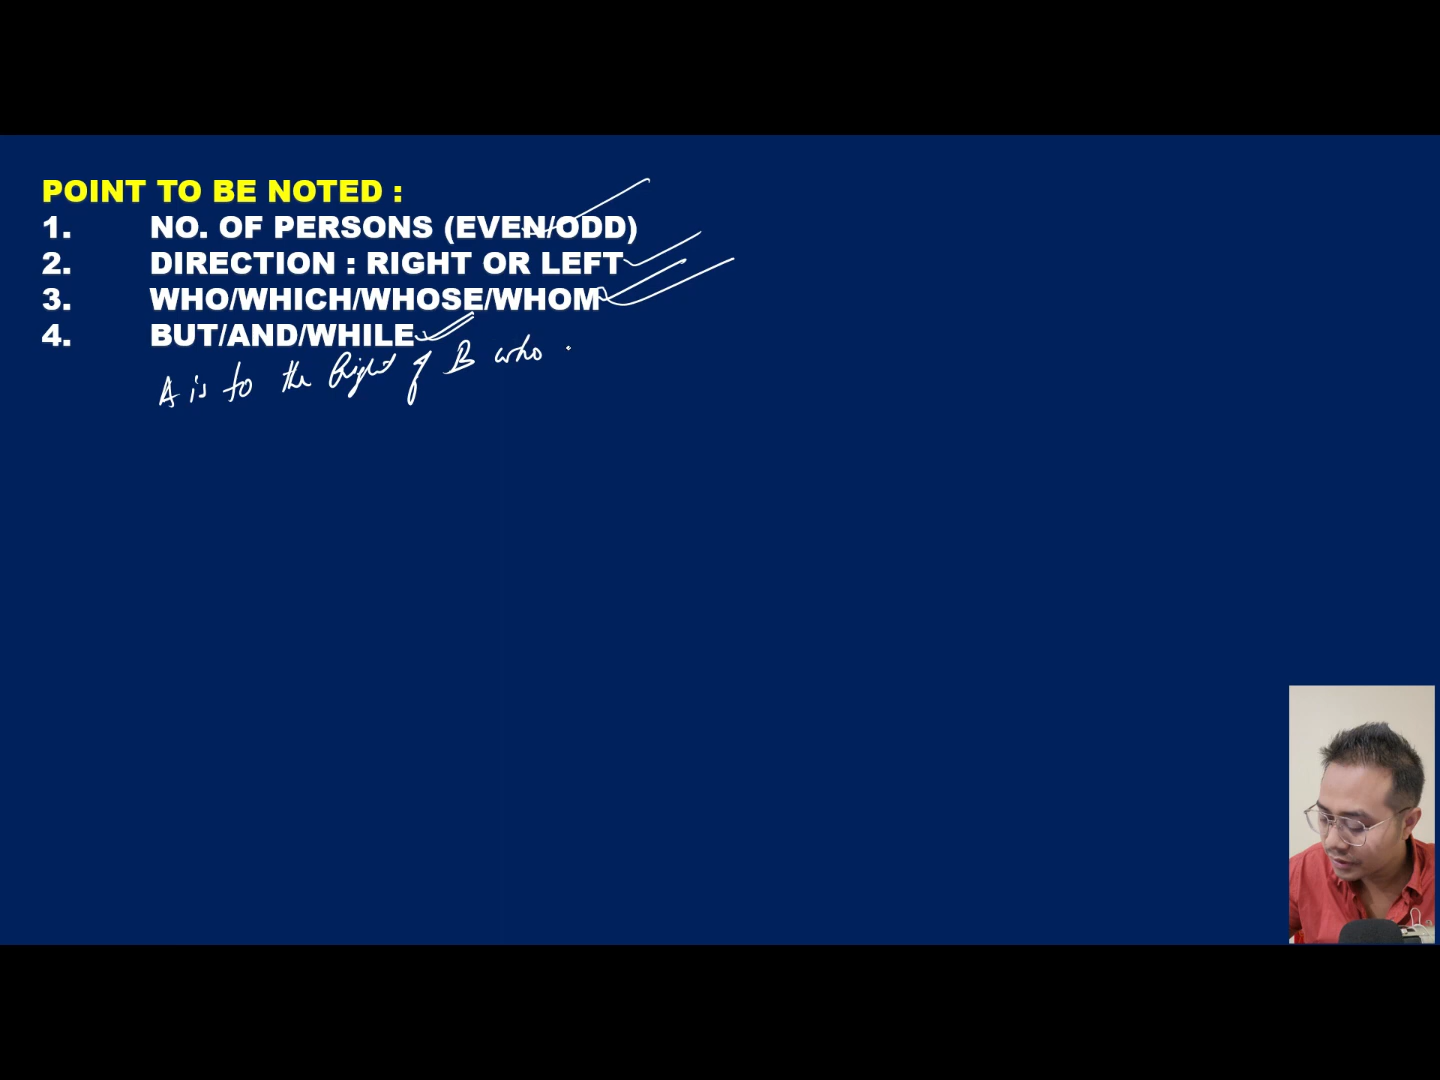 POINT TO BE NOTED :
1. NO. OF PERSONS (EVEN/ODD)
2. DIRECTION : RIGHT OR LEFT
3. WHO/WHICH/WHOSE/WHOM
4. BUT/AND/WHILE
A is to the Right of B who